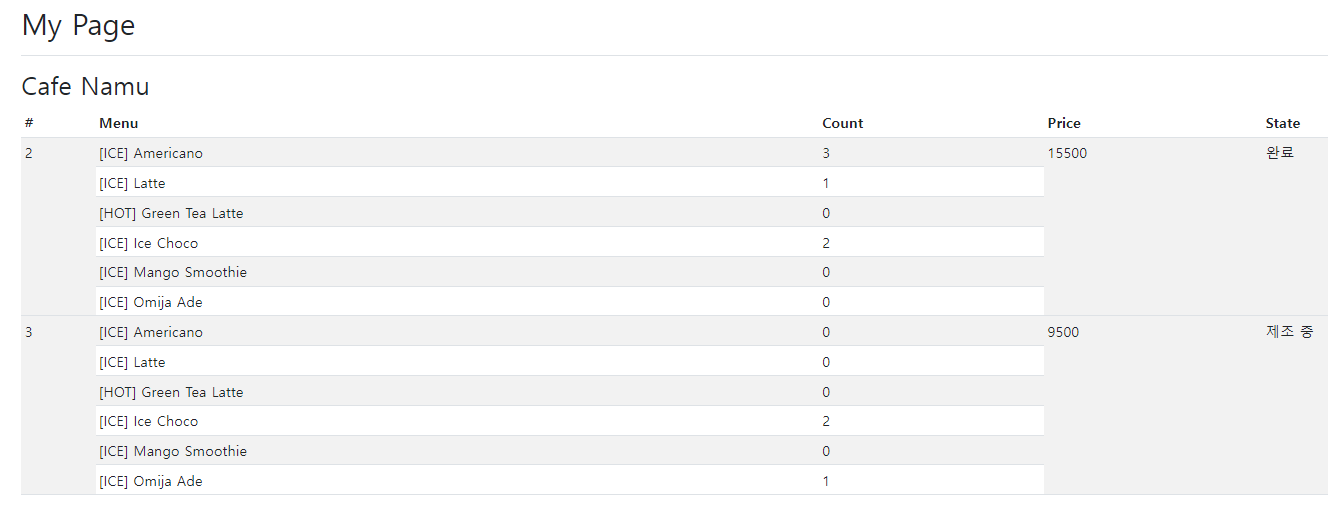 My Page
Cafe Namu
# Menu Count Price State
2 [ICE] Americano 3 15500 완료
[ICE] Latte 1
[HOT] Green Tea Latte 0
[ICE] Ice Choco 2
[ICE] Mango Smoothie 0
[ICE] Omija Ade 0
3 [ICE] Americano 0 9500 제조 중
[ICE] Latte 0
[HOT] Green Tea Latte 0
[ICE] Ice Choco 2
[ICE] Mango Smoothie 0
[ICE] Omija Ade 1